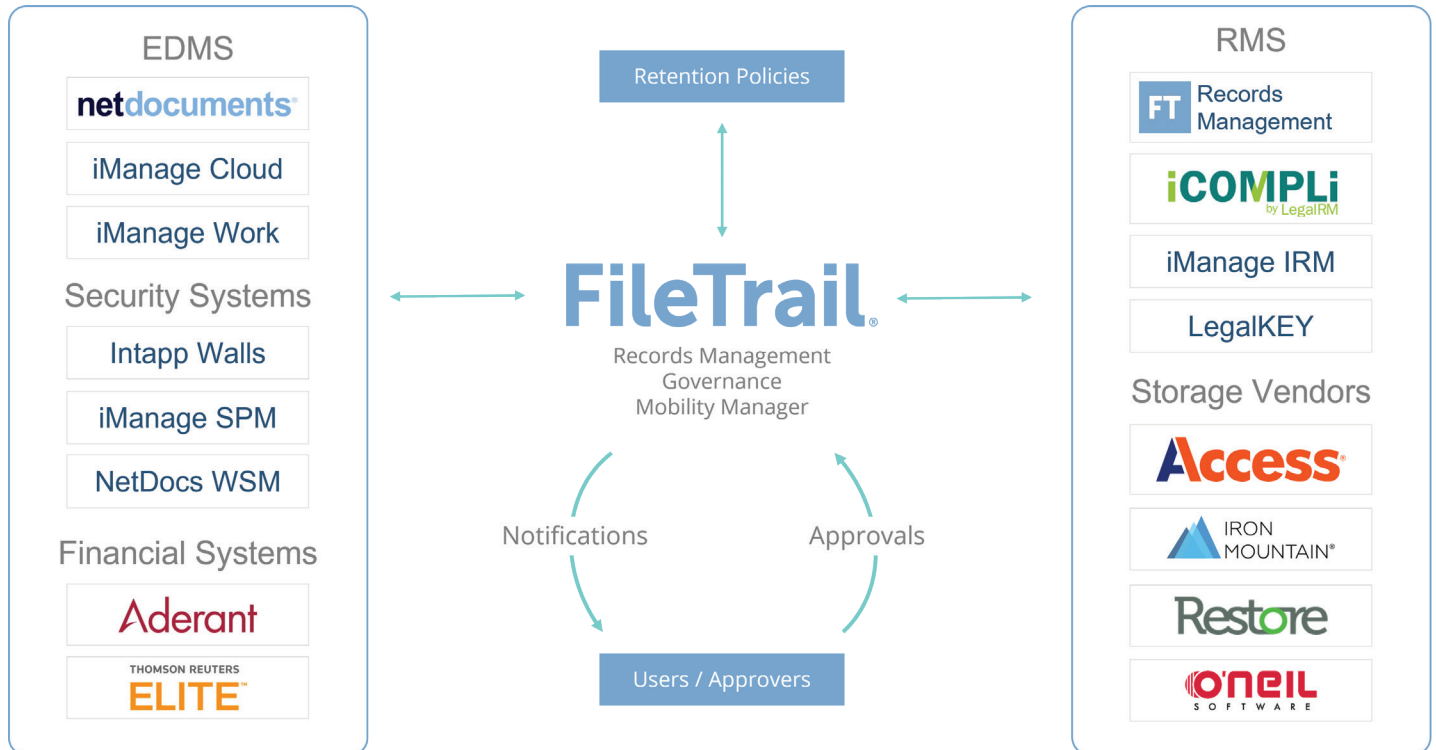 EDMS
netdocuments®
iManage Cloud
iManage Work
Security Systems
Intapp Walls
iManage SPM
NetDocs WSM
Financial Systems
Aderant
THOMSON REUTERS
ELITE™
Retention Policies
FileTrail®
Records Management
Governance
Mobility Manager
Notifications
Approvals
Users / Approvers
RMS
FT
Records
Management
iCOMPLi
by LegalRM
iManage IRM
LegalKEY
Storage Vendors
Access®
IRON
MOUNTAIN®
Restore
O'NEIL
SOFTWARE